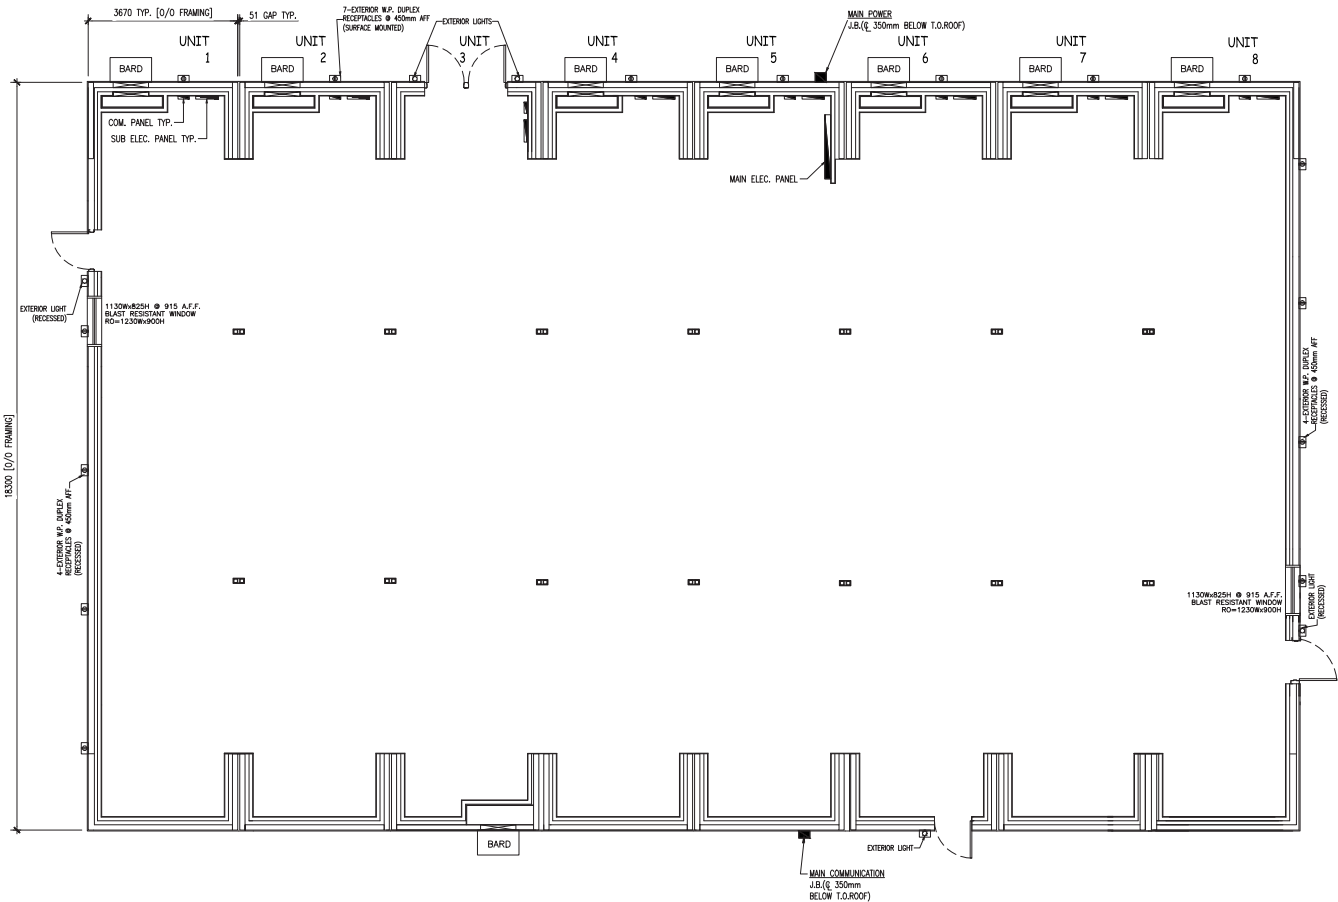 3670 TYP. [O/O FRAMING]
51 GAP TYP.
7-EXTERIOR W.P. DUPLEX
RECEPTACLES @ 450mm AFF
(SURFACE MOUNTED)
EXTERIOR LIGHTS
MAIN POWER
J.B.(℄ 350mm BELOW T.O.ROOF)
UNIT
1
UNIT
2
UNIT
3
UNIT
4
UNIT
5
UNIT
6
UNIT
7
UNIT
8
BARD
BARD
BARD
BARD
BARD
BARD
BARD
COM. PANEL TYP.
SUB ELEC. PANEL TYP.
MAIN ELEC. PANEL
EXTERIOR LIGHT
(RECESSED)
1130Wx825H @ 915 A.F.F.
BLAST RESISTANT WINDOW
RO=1230Wx900H
4-EXTERIOR W.P. DUPLEX
RECEPTACLES @ 450mm AFF
(RECESSED)
18300 [O/O FRAMING]
4-EXTERIOR W.P. DUPLEX
RECEPTACLES @ 450mm AFF
(RECESSED)
1130Wx825H @ 915 A.F.F.
BLAST RESISTANT WINDOW
RO=1230Wx900H
EXTERIOR LIGHT
(RECESSED)
BARD
EXTERIOR LIGHT
MAIN COMMUNICATION
J.B.(℄ 350mm
BELOW T.O.ROOF)